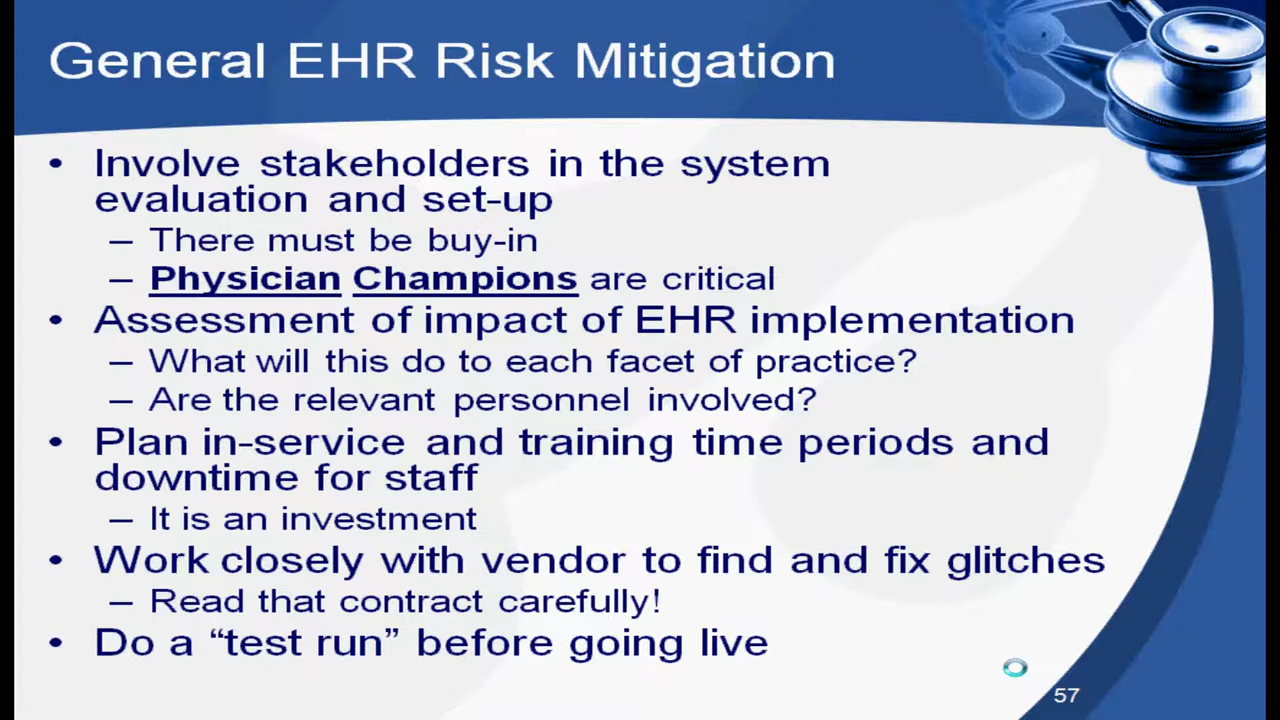 General EHR Risk Mitigation
• Involve stakeholders in the system
evaluation and set-up
– There must be buy-in
– Physician Champions are critical
• Assessment of impact of EHR implementation
– What will this do to each facet of practice?
– Are the relevant personnel involved?
• Plan in-service and training time periods and
downtime for staff
– It is an investment
• Work closely with vendor to find and fix glitches
– Read that contract carefully!
• Do a “test run” before going live
57